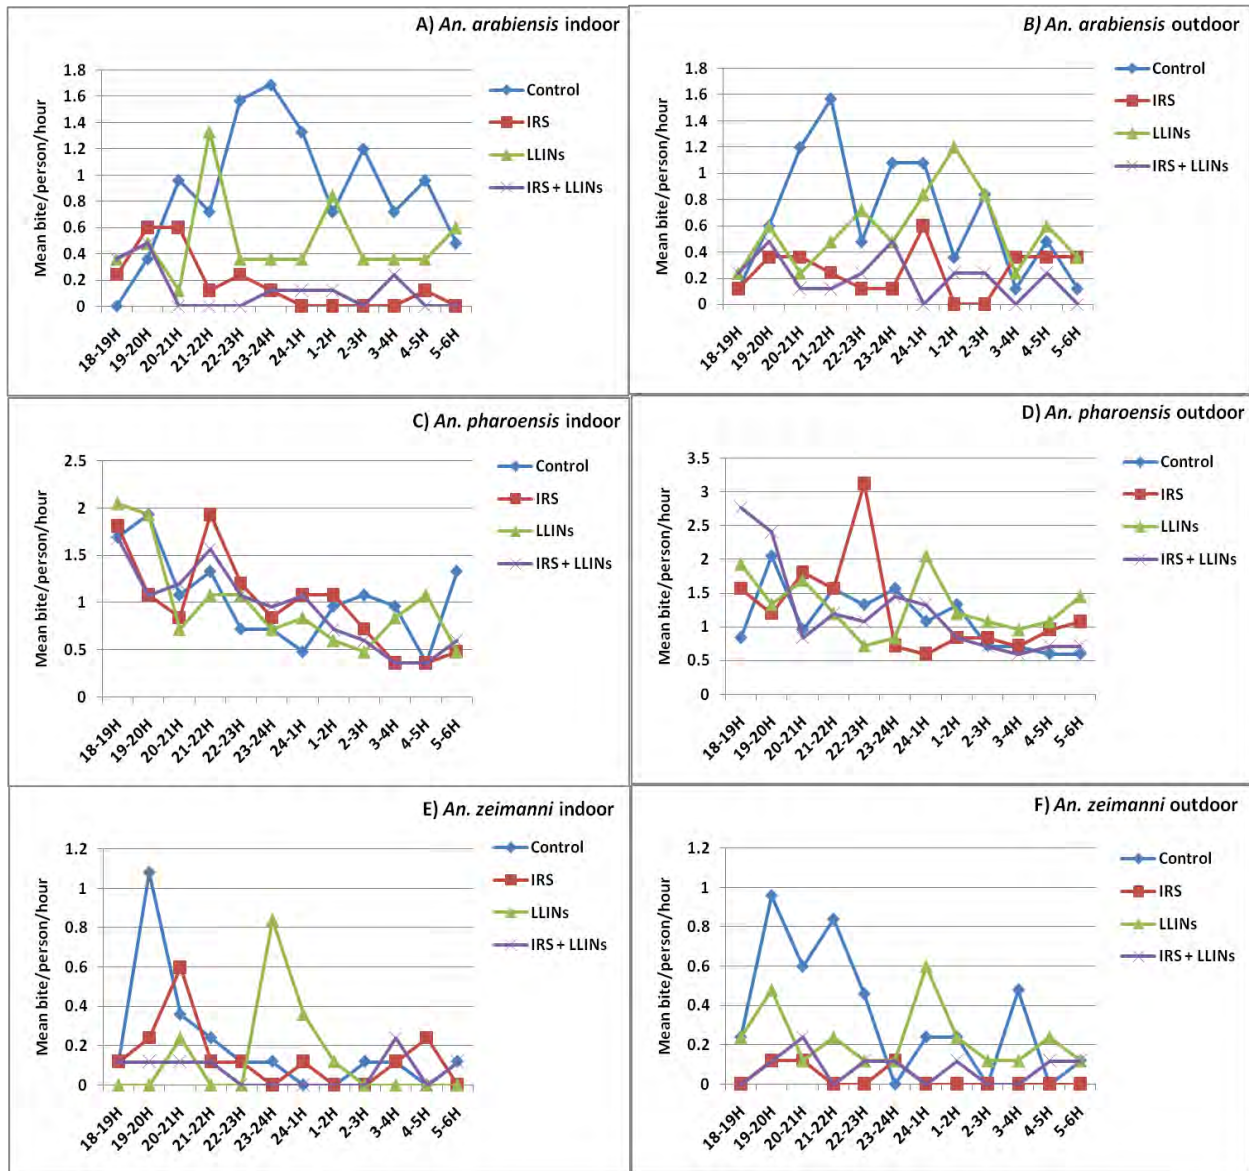 A) An. arabiensis indoor
Mean bite/person/hour
1.8
1.6
1.4
1.2
1
0.8
0.6
0.4
0.2
0
18-19H
19-20H
20-21H
21-22H
22-23H
23-24H
24-1H
1-2H
2-3H
3-4H
4-5H
5-6H
Control
IRS
LLINs
IRS + LLINs
B) An. arabiensis outdoor
Mean bite/person/hour
1.8
1.6
1.4
1.2
1
0.8
0.6
0.4
0.2
0
18-19H
19-20H
20-21H
21-22H
22-23H
23-24H
24-1H
1-2H
2-3H
3-4H
4-5H
5-6H
Control
IRS
LLINs
IRS + LLINs
C) An. pharoensis indoor
Mean bite/person/hour
2.5
2
1.5
1
0.5
0
18-19H
19-20H
20-21H
21-22H
22-23H
23-24H
24-1H
1-2H
2-3H
3-4H
4-5H
5-6H
Control
IRS
LLINs
IRS + LLINs
D) An. pharoensis outdoor
Mean bite/person/hour
3.5
3
2.5
2
1.5
1
0.5
0
18-19H
19-20H
20-21H
21-22H
22-23H
23-24H
24-1H
1-2H
2-3H
3-4H
4-5H
5-6H
Control
IRS
LLINs
IRS + LLINs
E) An. zeimanni indoor
Mean bite/person/hour
1.2
1
0.8
0.6
0.4
0.2
0
18-19H
19-20H
20-21H
21-22H
22-23H
23-24H
24-1H
1-2H
2-3H
3-4H
4-5H
5-6H
Control
IRS
LLINs
IRS + LLINs
F) An. zeimanni outdoor
Mean bite/person/hour
1.2
1
0.8
0.6
0.4
0.2
0
18-19H
19-20H
20-21H
21-22H
22-23H
23-24H
24-1H
1-2H
2-3H
3-4H
4-5H
5-6H
Control
IRS
LLINs
IRS + LLINs